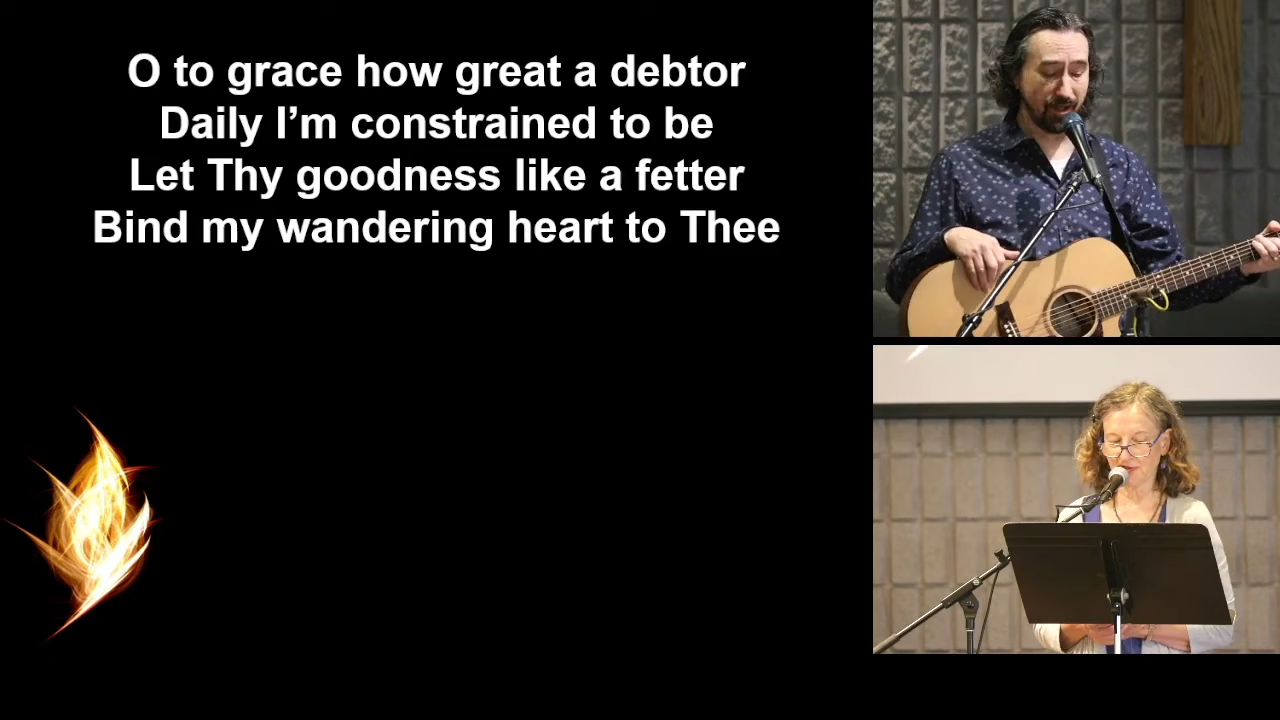 O to grace how great a debtor
Daily I’m constrained to be
Let Thy goodness like a fetter
Bind my wandering heart to Thee